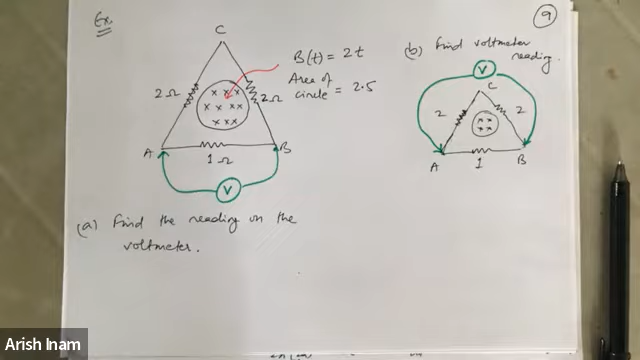 Ex.
9
C
B(t) = 2t
Area of
circle = 2.5
2Ω
2Ω
x x x
x x x x
x x x
A
B
1 Ω
V
(a) Find the reading on the
voltmeter.
(b) Find voltmeter
reading.
V
C
2
2
x x
x x
A
1
B
Arish Inam